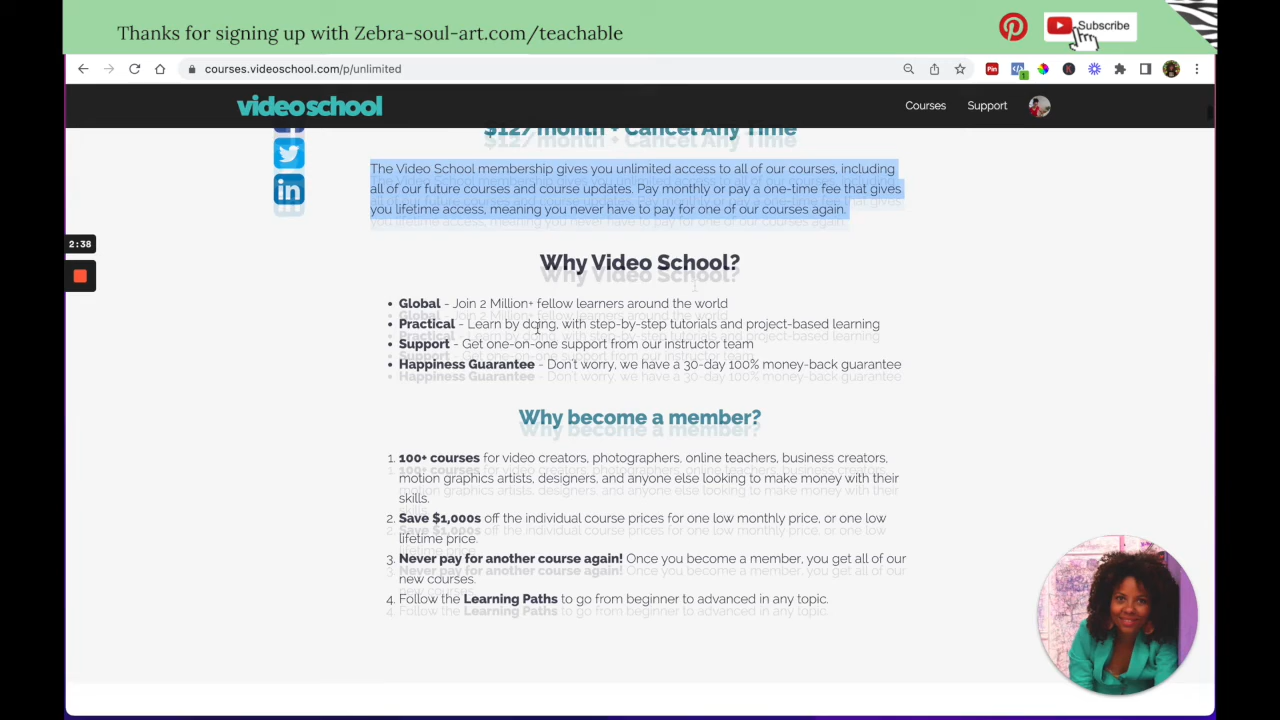 Thanks for signing up with Zebra-soul-art.com/teachable
Subscribe
courses.videoschool.com/p/unlimited
Pin
1
videoschool
Courses
Support
$12/month • Cancel Any Time
The Video School membership gives you unlimited access to all of our courses, including
all of our future courses and course updates. Pay monthly or pay a one-time fee that gives
you lifetime access, meaning you never have to pay for one of our courses again.
2:38
Why Video School?
Global - Join 2 Million+ fellow learners around the world
Practical - Learn by doing, with step-by-step tutorials and project-based learning
Support - Get one-on-one support from our instructor team
Happiness Guarantee - Don't worry, we have a 30-day 100% money-back guarantee
Why become a member?
1. 100+ courses for video creators, photographers, online teachers, business creators,
motion graphics artists, designers, and anyone else looking to make money with their
skills.
2. Save $1,000s off the individual course prices for one low monthly price, or one low
lifetime price.
3. Never pay for another course again! Once you become a member, you get all of our
new courses.
4. Follow the Learning Paths to go from beginner to advanced in any topic.